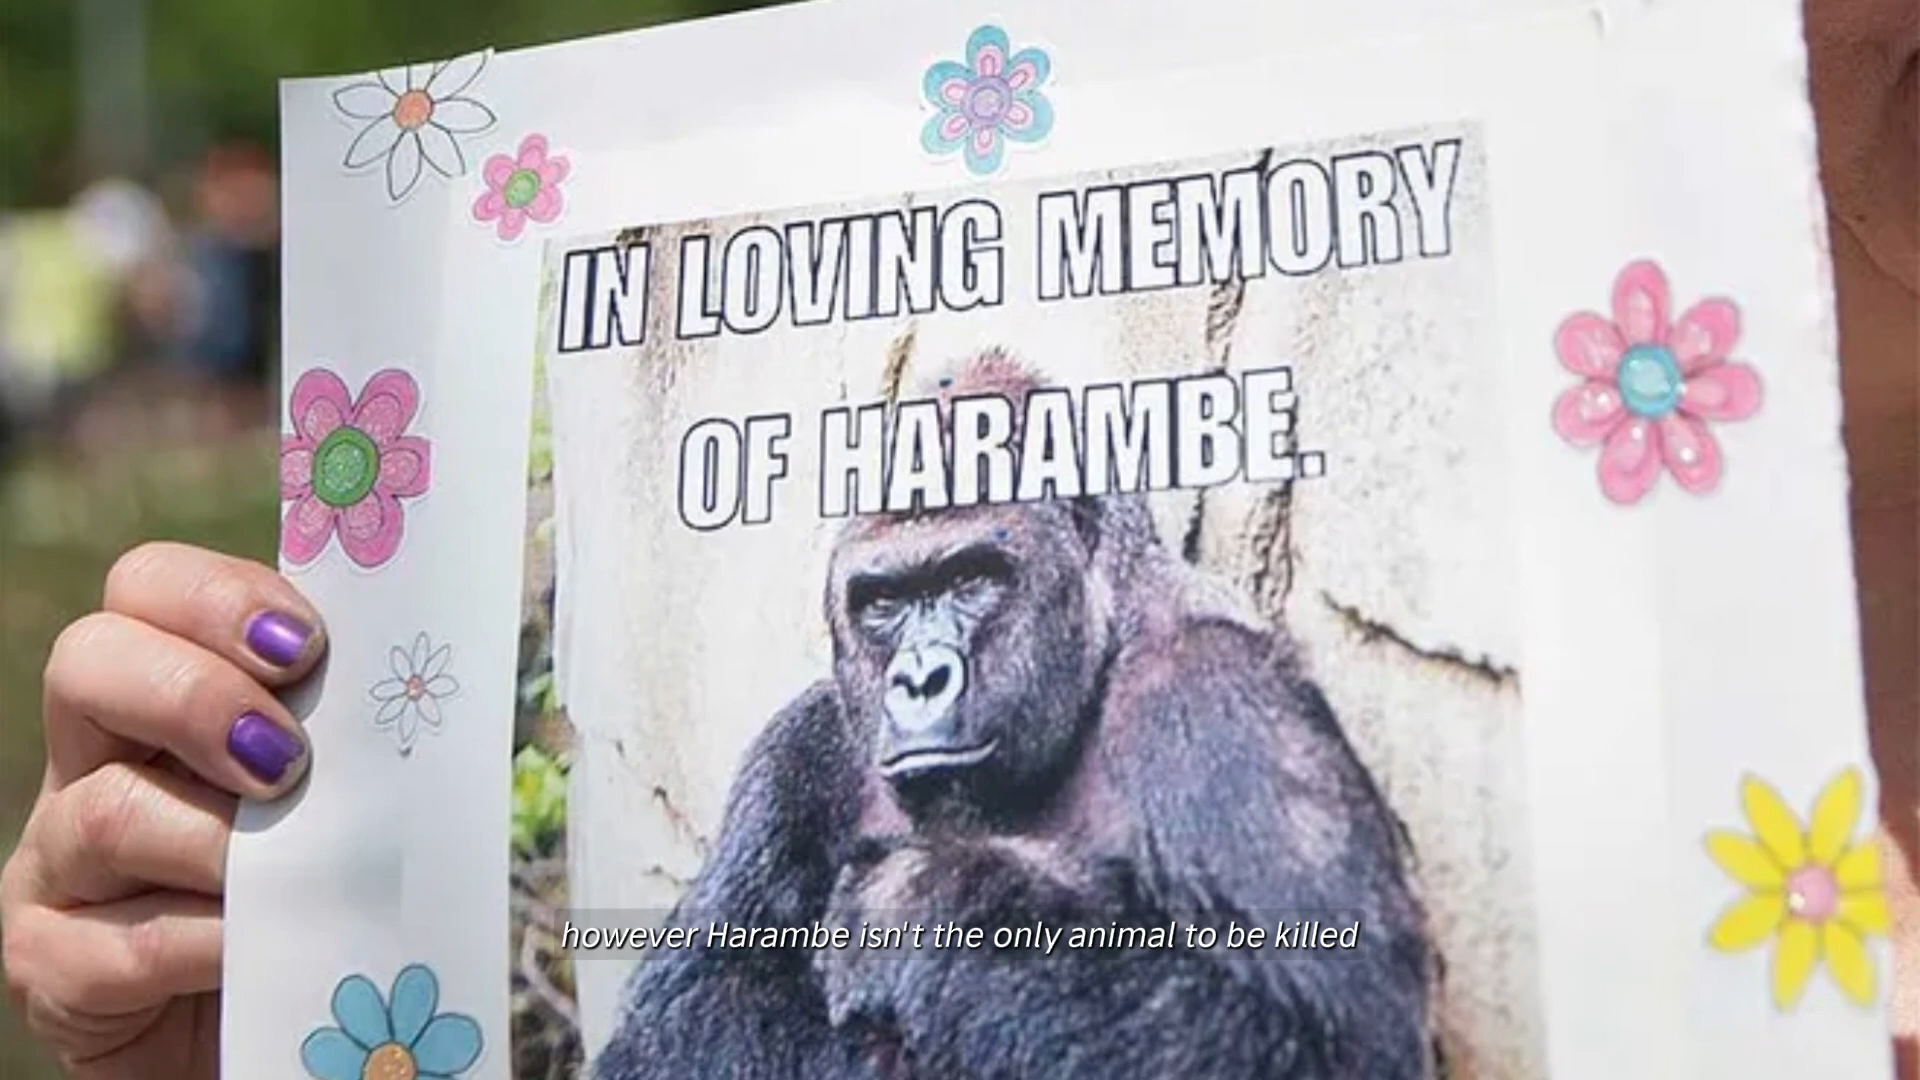 IN LOVING MEMORY
OF HARAMBE.
however Harambe isn't the only animal to be killed